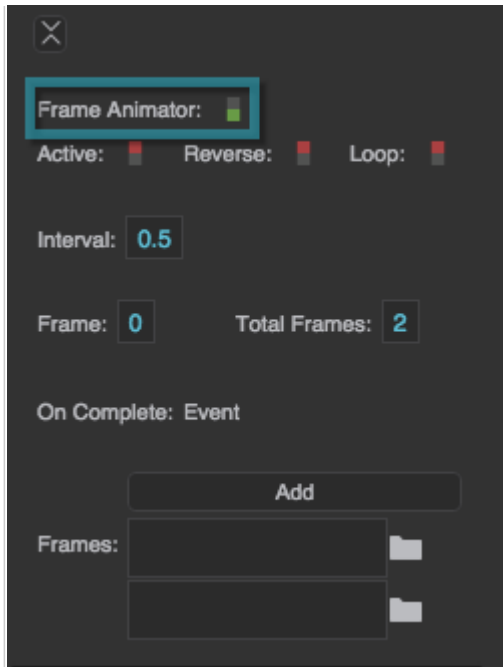 Frame Animator:
Active: Reverse: Loop:
Interval: 0.5
Frame: 0 Total Frames: 2
On Complete: Event
Add
Frames: